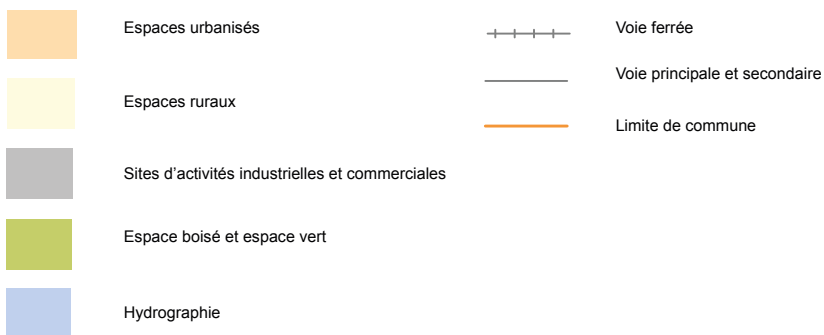 Espaces urbanisés
Espaces ruraux
Sites d’activités industrielles et commerciales
Espace boisé et espace vert
Hydrographie
Voie ferrée
Voie principale et secondaire
Limite de commune